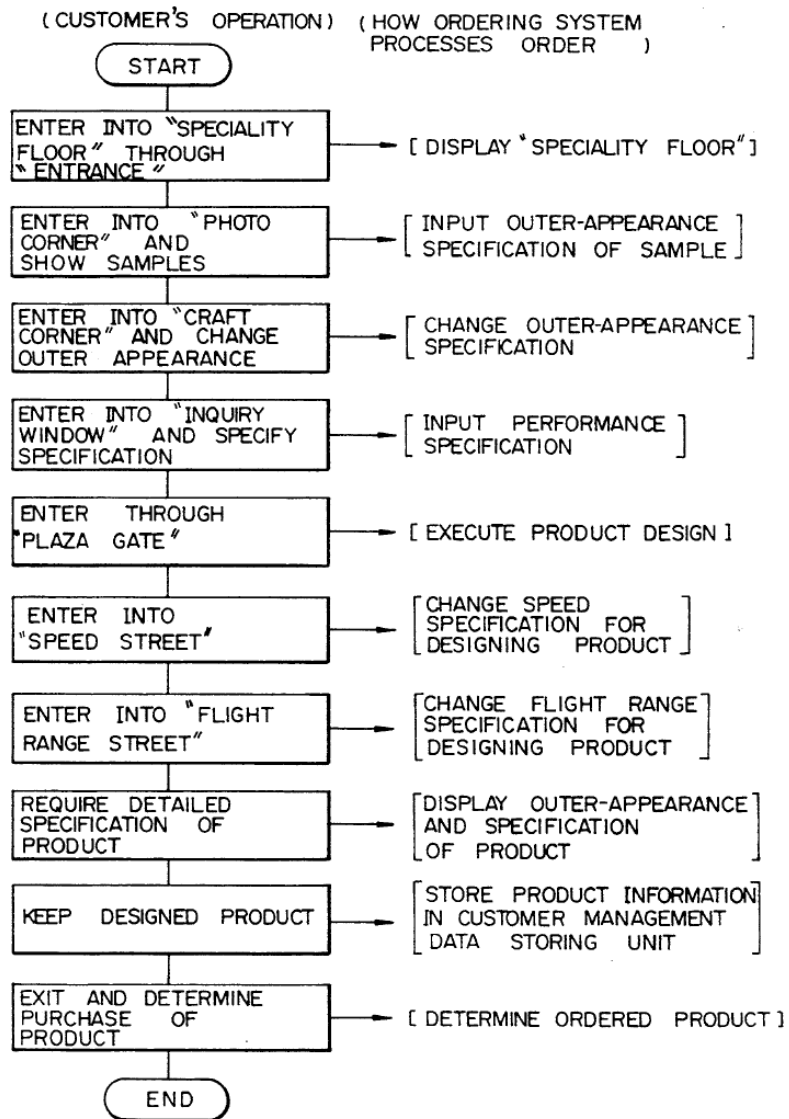 (CUSTOMER'S OPERATION) (HOW ORDERING SYSTEM
PROCESSES ORDER )
START
ENTER INTO "SPECIALITY
FLOOR" THROUGH
"ENTRANCE"
[ DISPLAY "SPECIALITY FLOOR" ]
ENTER INTO "PHOTO
CORNER" AND
SHOW SAMPLES
[ INPUT OUTER-APPEARANCE
SPECIFICATION OF SAMPLE ]
ENTER INTO "CRAFT
CORNER" AND CHANGE
OUTER APPEARANCE
[ CHANGE OUTER-APPEARANCE
SPECIFICATION ]
ENTER INTO "INQUIRY
WINDOW" AND SPECIFY
SPECIFICATION
[ INPUT PERFORMANCE
SPECIFICATION ]
ENTER THROUGH
"PLAZA GATE"
[ EXECUTE PRODUCT DESIGN ]
ENTER INTO
"SPEED STREET"
[ CHANGE SPEED
SPECIFICATION FOR
DESIGNING PRODUCT ]
ENTER INTO "FLIGHT
RANGE STREET"
[ CHANGE FLIGHT RANGE
SPECIFICATION FOR
DESIGNING PRODUCT ]
REQUIRE DETAILED
SPECIFICATION OF
PRODUCT
[ DISPLAY OUTER-APPEARANCE
AND SPECIFICATION
OF PRODUCT ]
KEEP DESIGNED PRODUCT
[ STORE PRODUCT INFORMATION
IN CUSTOMER MANAGEMENT
DATA STORING UNIT ]
EXIT AND DETERMINE
PURCHASE OF
PRODUCT
[ DETERMINE ORDERED PRODUCT ]
END